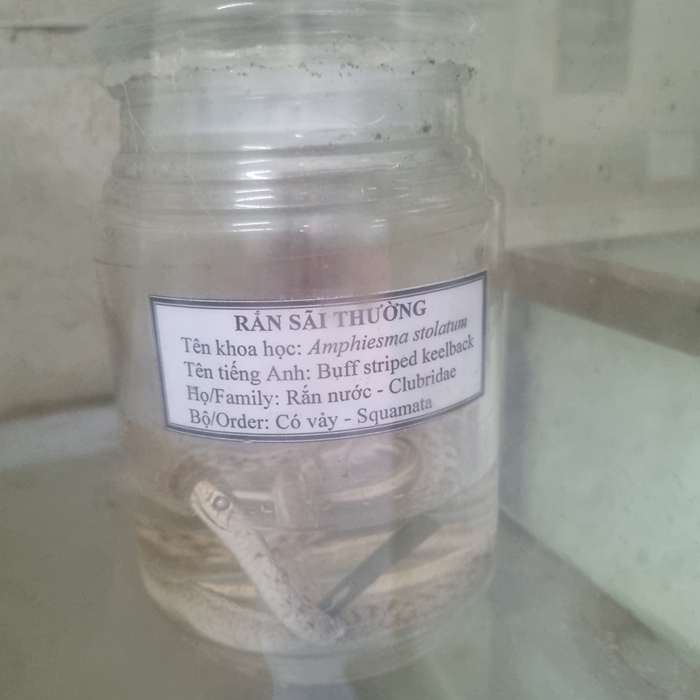 RẮN SÃI THƯỜNG
Tên khoa học: Amphiesma stolatum
Tên tiếng Anh: Buff striped keelback
Họ/Family: Rắn nước - Clubridae
Bộ/Order: Có vảy - Squamata